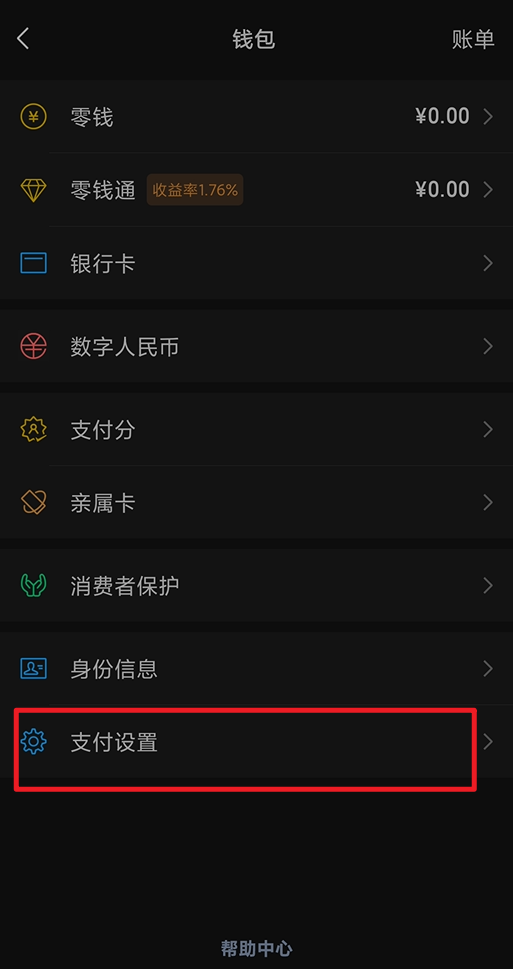 钱包 账单
零钱 ¥0.00
零钱通 收益率1.76% ¥0.00
银行卡
数字人民币
支付分
亲属卡
消费者保护
身份信息
支付设置
帮助中心